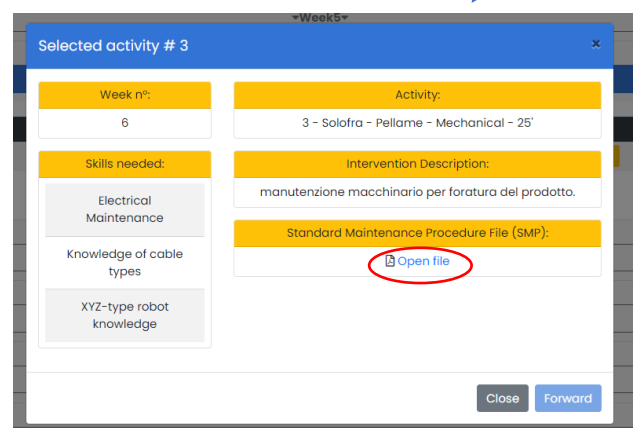 ▾Week5▾
Selected activity # 3
×
Week n°:
6
Skills needed:
Electrical
Maintenance
Knowledge of cable
types
XYZ-type robot
knowledge
Activity:
3 - Solofra - Pellame - Mechanical - 25'
Intervention Description:
manutenzione macchinario per foratura del prodotto.
Standard Maintenance Procedure File (SMP):
Open file
Close
Forward